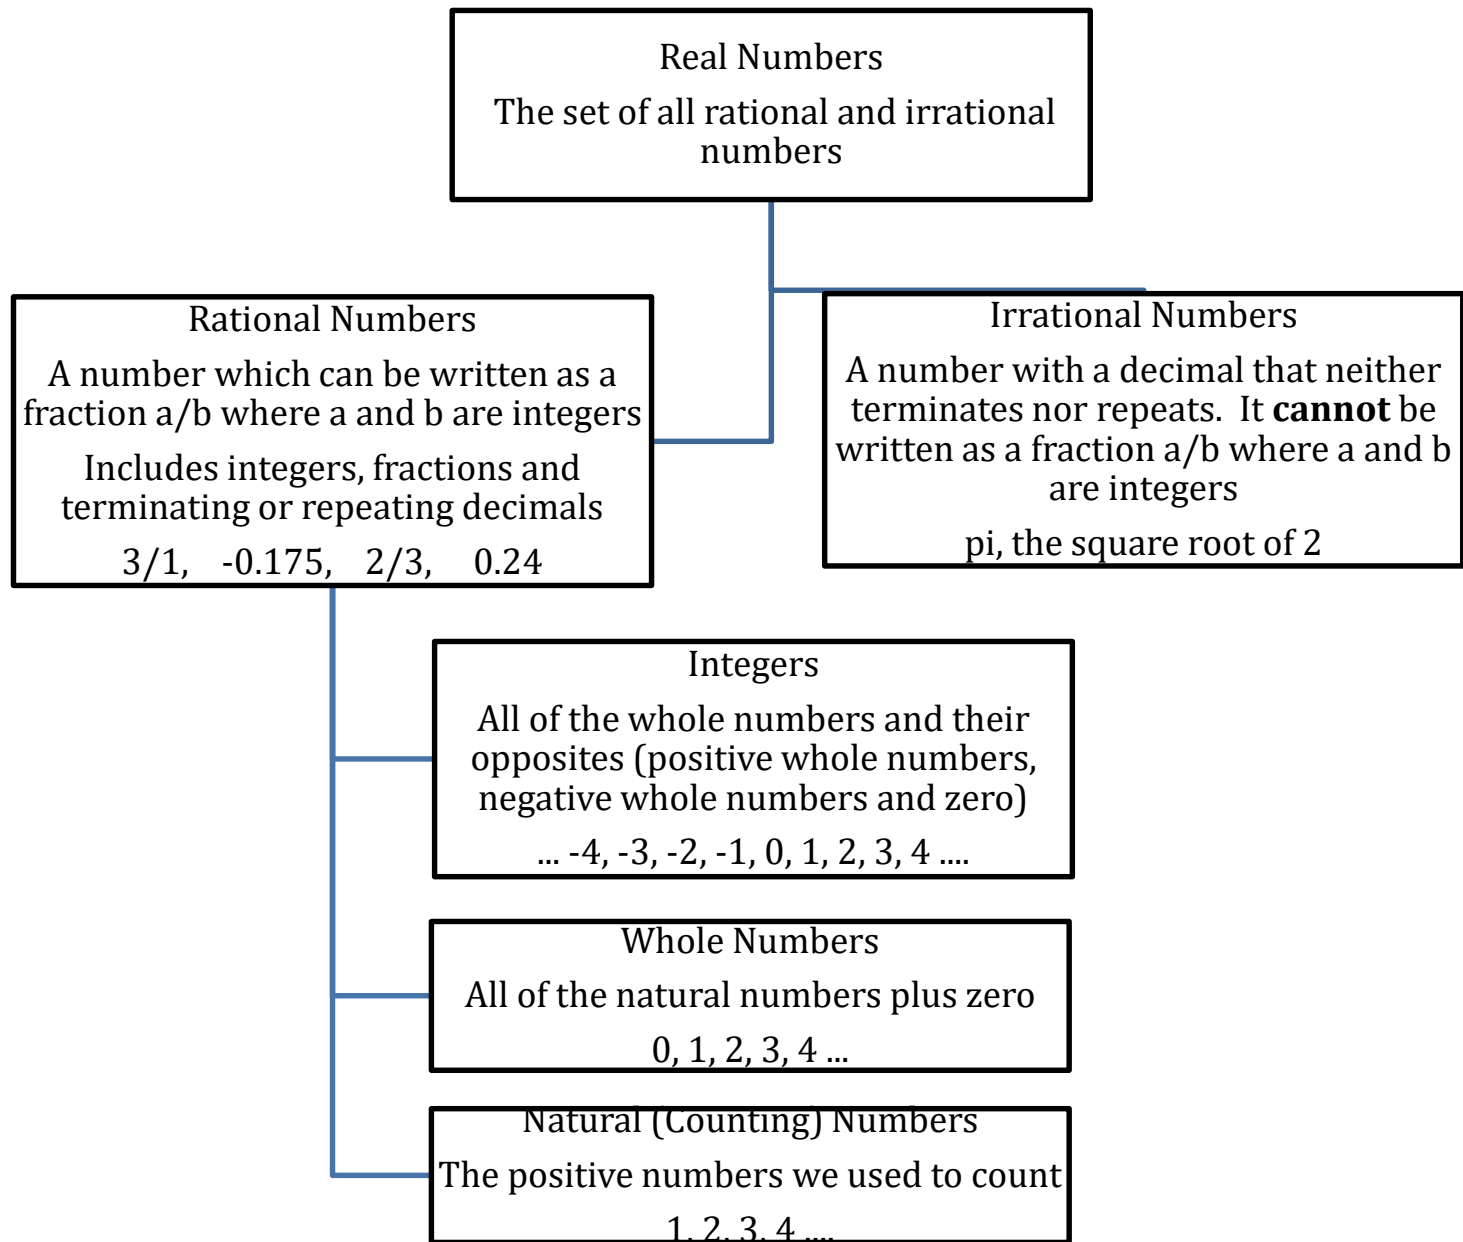 Real Numbers
The set of all rational and irrational
numbers
Rational Numbers
A number which can be written as a
fraction a/b where a and b are integers
Includes integers, fractions and
terminating or repeating decimals
3/1, -0.175, 2/3, 0.24
Irrational Numbers
A number with a decimal that neither
terminates nor repeats. It cannot be
written as a fraction a/b where a and b
are integers
pi, the square root of 2
Integers
All of the whole numbers and their
opposites (positive whole numbers,
negative whole numbers and zero)
... -4, -3, -2, -1, 0, 1, 2, 3, 4 ....
Whole Numbers
All of the natural numbers plus zero
0, 1, 2, 3, 4 ...
Natural (Counting) Numbers
The positive numbers we used to count
1, 2, 3, 4 ....